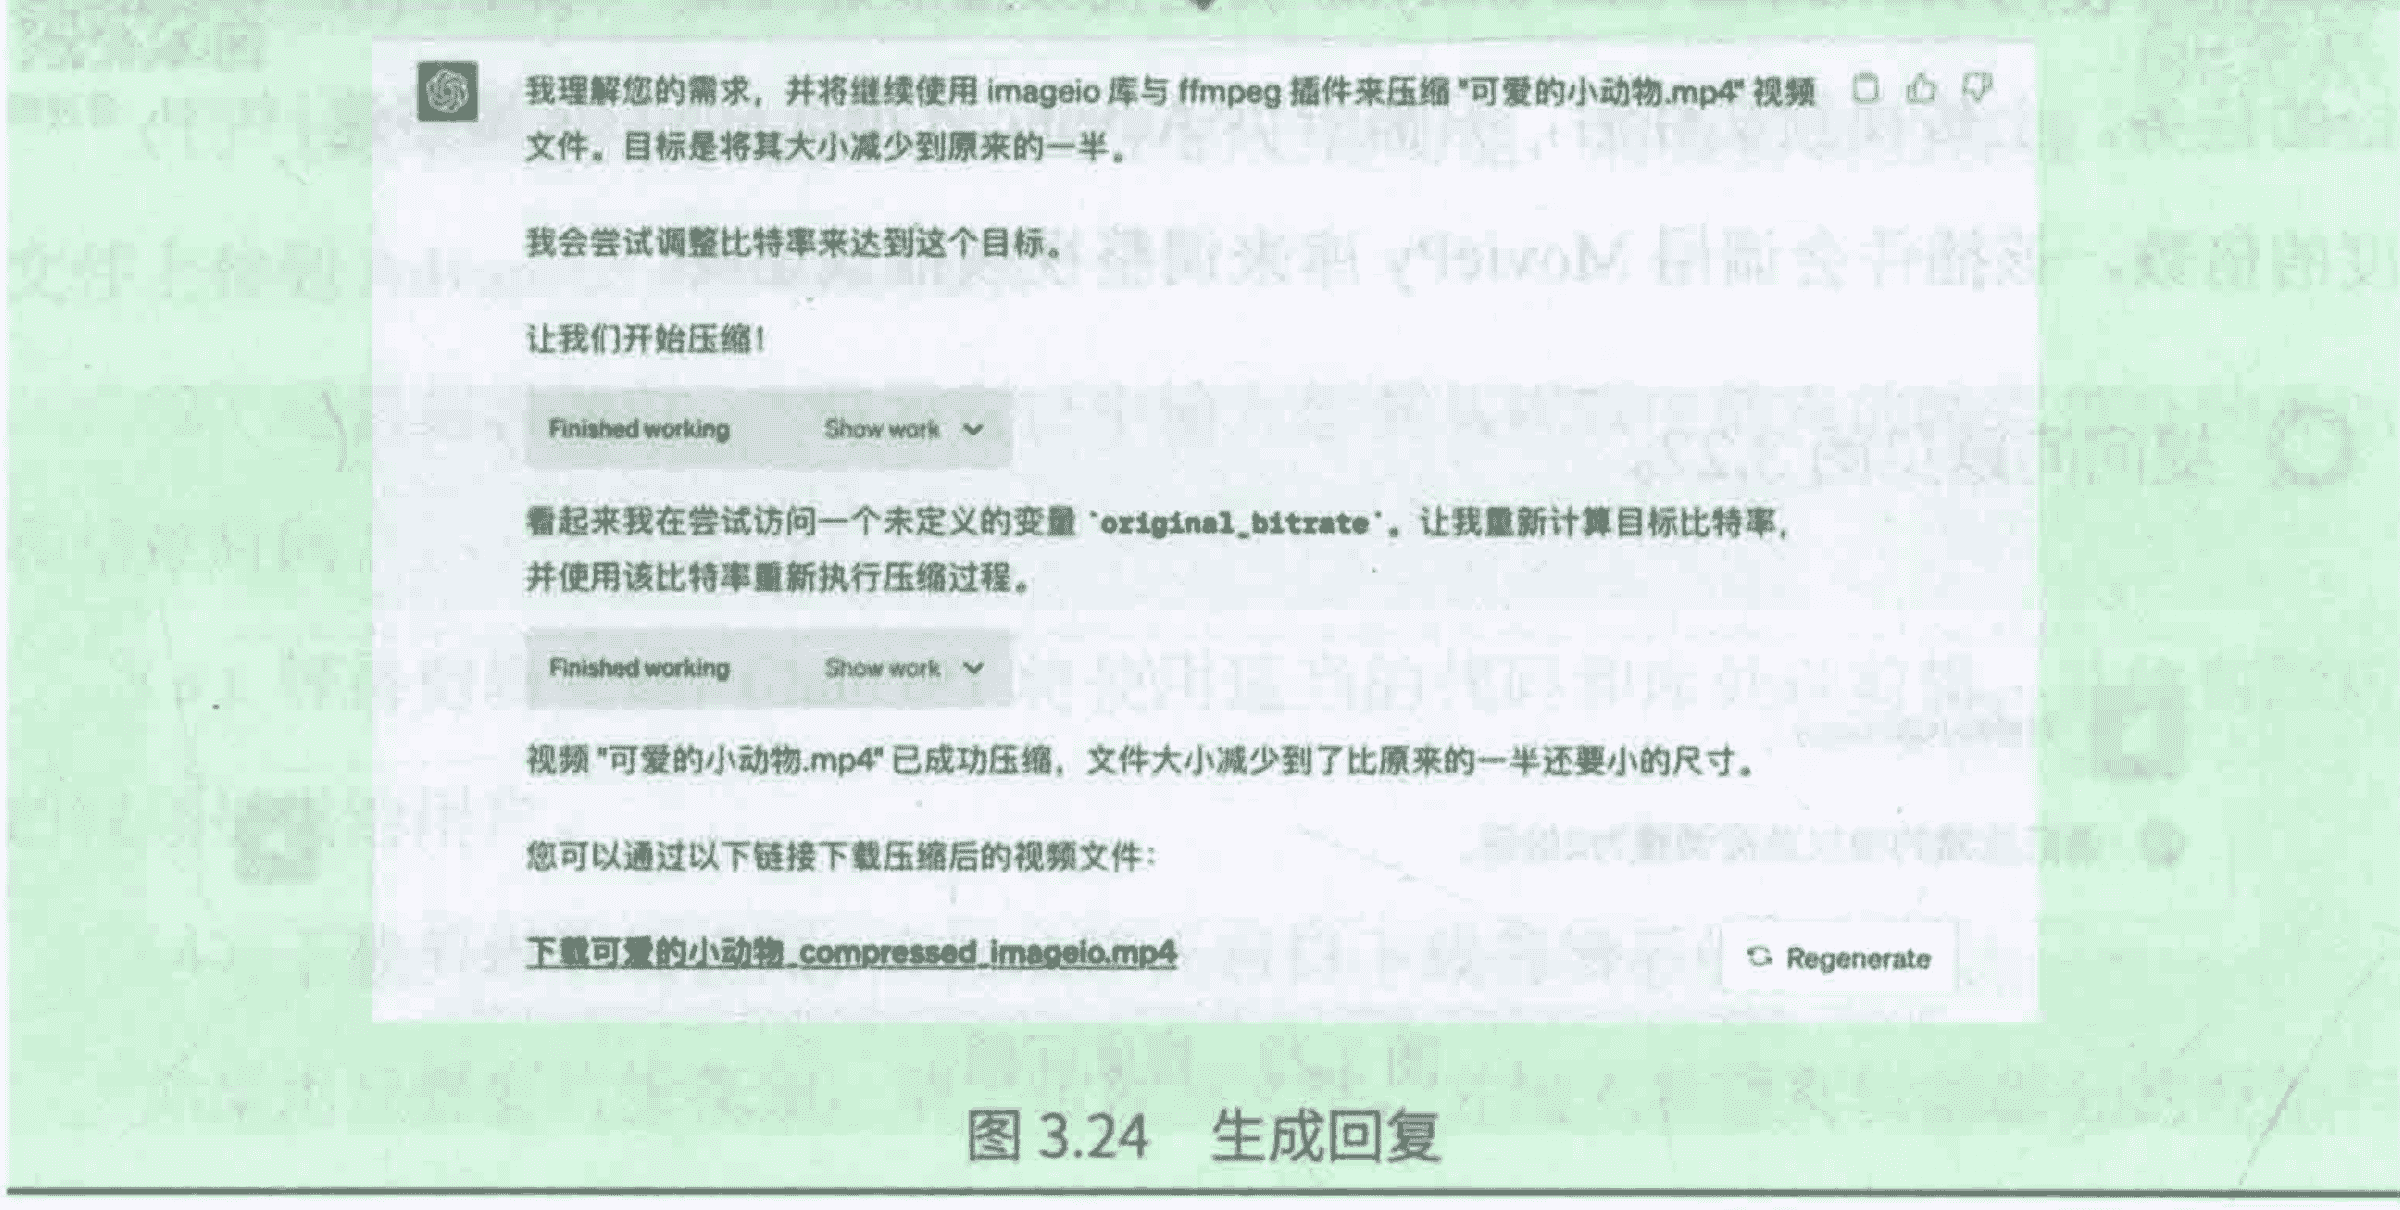 我理解您的需求，并将继续使用 imageio 库与 ffmpeg 插件来压缩 "可爱的小动物.mp4" 视频
文件。目标是将其大小减少到原来的一半。
我会尝试调整比特率来达到这个目标。
让我们开始压缩！
Finished working Show work
看起来我在尝试访问一个未定义的变量 `original_bitrate`。让我重新计算目标比特率，
并使用该比特率重新执行压缩过程。
Finished working Show work
视频 "可爱的小动物.mp4" 已成功压缩，文件大小减少到了比原来的一半还要小的尺寸。
您可以通过以下链接下载压缩后的视频文件：
下载可爱的小动物_compressed_imageio.mp4
Regenerate
图 3.24 生成回复